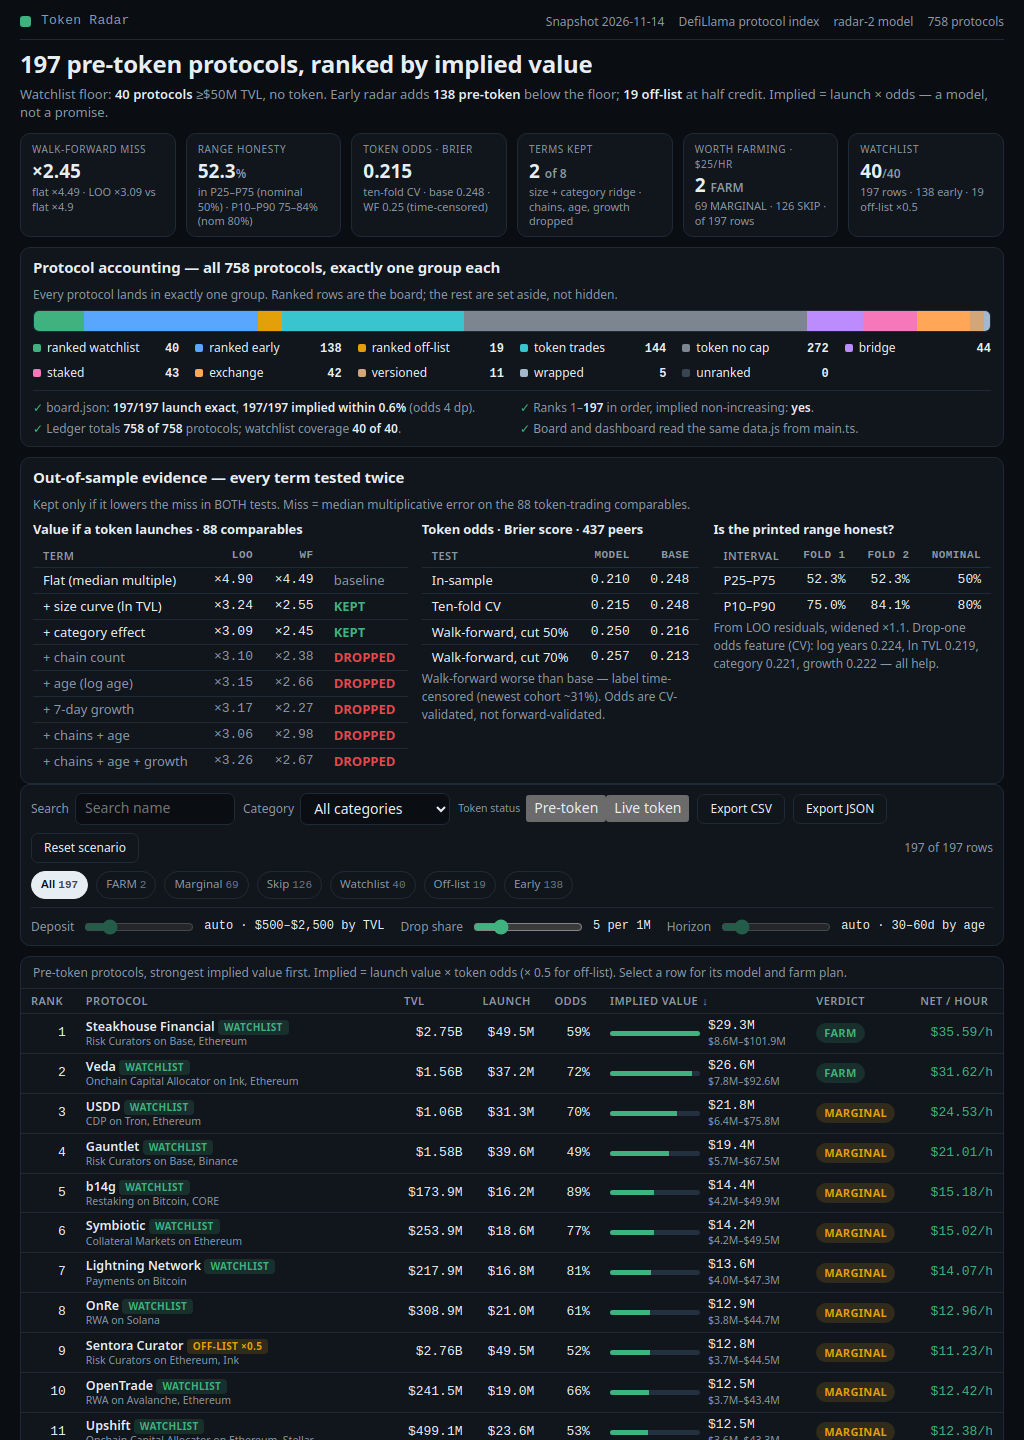 Token Radar
Snapshot 2026-11-14 DefiLlama protocol index radar-2 model 758 protocols
197 pre-token protocols, ranked by implied value
Watchlist floor: 40 protocols ≥$50M TVL, no token. Early radar adds 138 pre-token below the floor; 19 off-list at half credit. Implied = launch × odds — a model,
not a promise.
WALK-FORWARD MISS
×2.45
flat ×4.49 · LOO ×3.09 vs
flat ×4.9
RANGE HONESTY
52.3%
in P25–P75 (nominal
50%) · P10–P90 75–84%
(nom 80%)
TOKEN ODDS · BRIER
0.215
ten-fold CV · base 0.248 ·
WF 0.25 (time-censored)
TERMS KEPT
2 of 8
size + category ridge ·
chains, age, growth
dropped
WORTH FARMING ·
$25/HR
2 FARM
69 MARGINAL · 126 SKIP ·
of 197 rows
WATCHLIST
40/40
197 rows · 138 early · 19
off-list ×0.5
Protocol accounting — all 758 protocols, exactly one group each
Every protocol lands in exactly one group. Ranked rows are the board; the rest are set aside, not hidden.
ranked watchlist 40 ranked early 138 ranked off-list 19 token trades 144 token no cap 272 bridge 44
staked 43 exchange 42 versioned 11 wrapped 5 unranked 0
✓ board.json: 197/197 launch exact, 197/197 implied within 0.6% (odds 4 dp).
✓ Ranks 1–197 in order, implied non-increasing: yes.
✓ Ledger totals 758 of 758 protocols; watchlist coverage 40 of 40.
✓ Board and dashboard read the same data.js from main.ts.
Out-of-sample evidence — every term tested twice
Kept only if it lowers the miss in BOTH tests. Miss = median multiplicative error on the 88 token-trading comparables.
Value if a token launches · 88 comparables
TERM LOO WF
Flat (median multiple) ×4.90 ×4.49 baseline
+ size curve (ln TVL) ×3.24 ×2.55 KEPT
+ category effect ×3.09 ×2.45 KEPT
+ chain count ×3.10 ×2.38 DROPPED
+ age (log age) ×3.15 ×2.66 DROPPED
+ 7-day growth ×3.17 ×2.27 DROPPED
+ chains + age ×3.06 ×2.98 DROPPED
+ chains + age + growth ×3.26 ×2.67 DROPPED
Token odds · Brier score · 437 peers
TEST MODEL BASE
In-sample 0.210 0.248
Ten-fold CV 0.215 0.248
Walk-forward, cut 50% 0.250 0.216
Walk-forward, cut 70% 0.257 0.213
Walk-forward worse than base — label time-
censored (newest cohort ~31%). Odds are CV-
validated, not forward-validated.
Is the printed range honest?
INTERVAL FOLD 1 FOLD 2 NOMINAL
P25–P75 52.3% 52.3% 50%
P10–P90 75.0% 84.1% 80%
From LOO residuals, widened ×1.1. Drop-one
odds feature (CV): log years 0.224, ln TVL 0.219,
category 0.221, growth 0.222 — all help.
Search Search name Category All categories Token status Pre-token Live token Export CSV Export JSON
Reset scenario 197 of 197 rows
All 197 FARM 2 Marginal 69 Skip 126 Watchlist 40 Off-list 19 Early 138
Deposit auto · $500–$2,500 by TVL Drop share 5 per 1M Horizon auto · 30–60d by age
Pre-token protocols, strongest implied value first. Implied = launch value × token odds (× 0.5 for off-list). Select a row for its model and farm plan.
RANK PROTOCOL TVL LAUNCH ODDS IMPLIED VALUE ↓ VERDICT NET / HOUR
1 Steakhouse Financial WATCHLIST $2.75B $49.5M 59% $29.3M FARM $35.59/h
Risk Curators on Base, Ethereum $8.6M–$101.9M
2 Veda WATCHLIST $1.56B $37.2M 72% $26.6M FARM $31.62/h
Onchain Capital Allocator on Ink, Ethereum $7.8M–$92.6M
3 USDD WATCHLIST $1.06B $31.3M 70% $21.8M MARGINAL $24.53/h
CDP on Tron, Ethereum $6.4M–$75.8M
4 Gauntlet WATCHLIST $1.58B $39.6M 49% $19.4M MARGINAL $21.01/h
Risk Curators on Base, Binance $5.7M–$67.5M
5 b14g WATCHLIST $173.9M $16.2M 89% $14.4M MARGINAL $15.18/h
Restaking on Bitcoin, CORE $4.2M–$49.9M
6 Symbiotic WATCHLIST $253.9M $18.6M 77% $14.2M MARGINAL $15.02/h
Collateral Markets on Ethereum $4.2M–$49.5M
7 Lightning Network WATCHLIST $217.9M $16.8M 81% $13.6M MARGINAL $14.07/h
Payments on Bitcoin $4.0M–$47.3M
8 OnRe WATCHLIST $308.9M $21.0M 61% $12.9M MARGINAL $12.96/h
RWA on Solana $3.8M–$44.7M
9 Sentora Curator OFF-LIST ×0.5 $2.76B $49.5M 52% $12.8M MARGINAL $11.23/h
Risk Curators on Ethereum, Ink $3.7M–$44.5M
10 OpenTrade WATCHLIST $241.5M $19.0M 66% $12.5M MARGINAL $12.42/h
RWA on Avalanche, Ethereum $3.7M–$43.4M
11 Upshift WATCHLIST $499.1M $23.6M 53% $12.5M MARGINAL $12.38/h
Onchain Capital Allocator on Ethereum, Stellar $3.6M–$43.3M